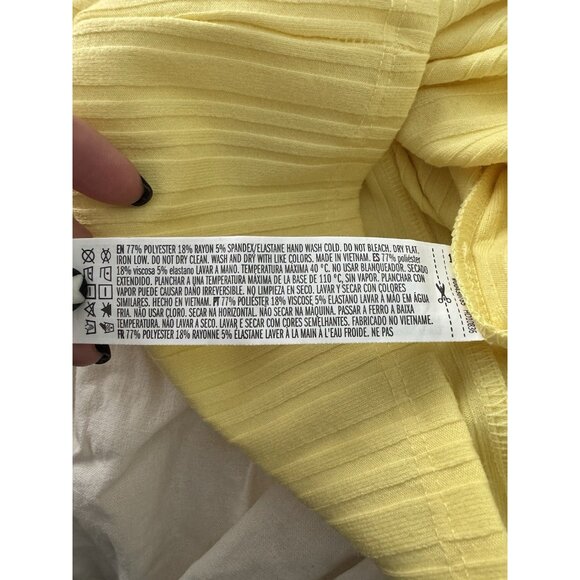 EN 77% POLYESTER 18% RAYON 5% SPANDEX/ELASTANE HAND WASH COLD. DO NOT BLEACH. DRY FLAT.
IRON LOW. DO NOT DRY CLEAN. WASH AND DRY WITH LIKE COLORS. MADE IN VIETNAM. ES 77% poliéster
18% viscosa 5% elastano LAVAR A MANO. TEMPERATURA MÁXIMA 40 °C. NO USAR BLANQUEADOR. SECADO
EXTENDIDO. PLANCHAR A UNA TEMPERATURA MÁXIMA DE LA BASE DE 110 °C, SIN VAPOR. PLANCHAR CON
VAPOR PUEDE CAUSAR DAÑO IRREVERSIBLE. NO LIMPIEZA EN SECO. LAVAR Y SECAR CON COLORES
SIMILARES. HECHO EN VIETNAM. PT 77% POLIÉSTER 18% VISCOSE 5% ELASTANO LAVAR À MÃO EM ÁGUA
FRIA. NÃO USAR CLORO. SECAR NA HORIZONTAL. NÃO SECAR NA MÁQUINA. PASSAR A FERRO A BAIXA
TEMPERATURA. NÃO LAVAR A SECO. LAVAR E SECAR COM CORES SEMELHANTES. FABRICADO NO VIETNAME.
FR 77% POLYESTER 18% RAYONNE 5% ÉLASTHANNE LAVER À LA MAIN À L'EAU FROIDE. NE PAS